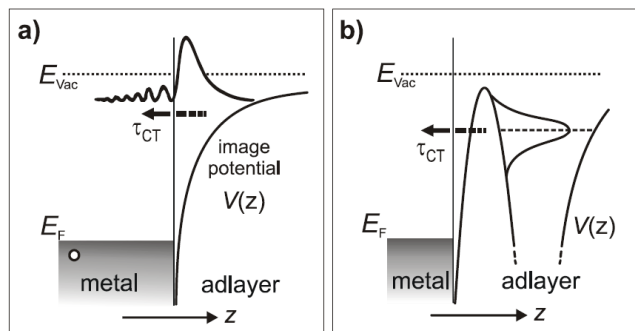 a)
E_Vac
τ_CT
image
potential
V(z)
E_F
metal
adlayer
z
b)
E_Vac
τ_CT
E_F
V(z)
metal
adlayer
z